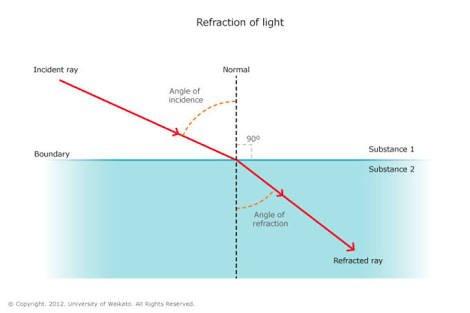 Refraction of light
Incident ray
Normal
Angle of
incidence
90º
Boundary
Substance 1
Substance 2
Angle of
refraction
Refracted ray
© Copyright. 2012. University of Waikato. All Rights Reserved.